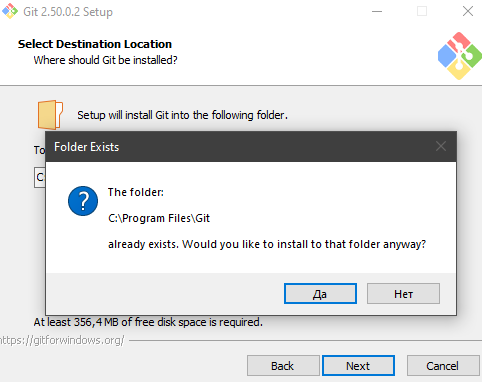 Git 2.50.0.2 Setup
Select Destination Location
Where should Git be installed?
Setup will install Git into the following folder.
To
Folder Exists
The folder:
C:\Program Files\Git
already exists. Would you like to install to that folder anyway?
Да
Нет
At least 356,4 MB of free disk space is required.
https://gitforwindows.org/
Back
Next
Cancel